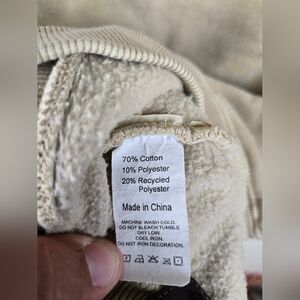 70% Cotton
10% Polyester
20% Recycled
Polyester
Made in China
MACHINE WASH COLD.
DO NOT BLEACH TUMBLE
DRY LOW.
COOL IRON.
DO NOT IRON DECORATION.